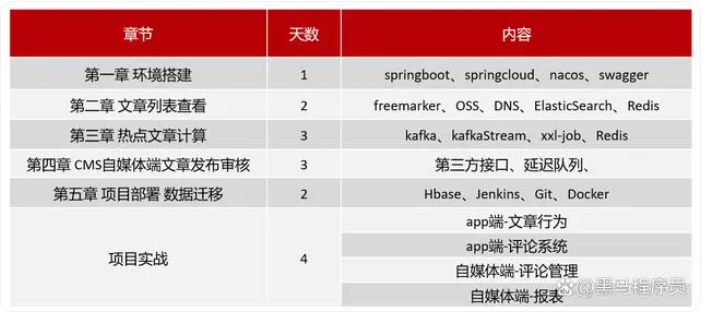 章节 天数 内容
第一章 环境搭建 1 springboot、springcloud、nacos、swagger
第二章 文章列表查看 2 freemarker、OSS、DNS、ElasticSearch、Redis
第三章 热点文章计算 3 kafka、kafkaStream、xxl-job、Redis
第四章 CMS自媒体端文章发布审核 3 第三方接口、延迟队列、
第五章 项目部署 数据迁移 2 Hbase、Jenkins、Git、Docker
项目实战 4 app端-文章行为
app端-评论系统
自媒体端-评论管理
自媒体端-报表
@黑马程序员